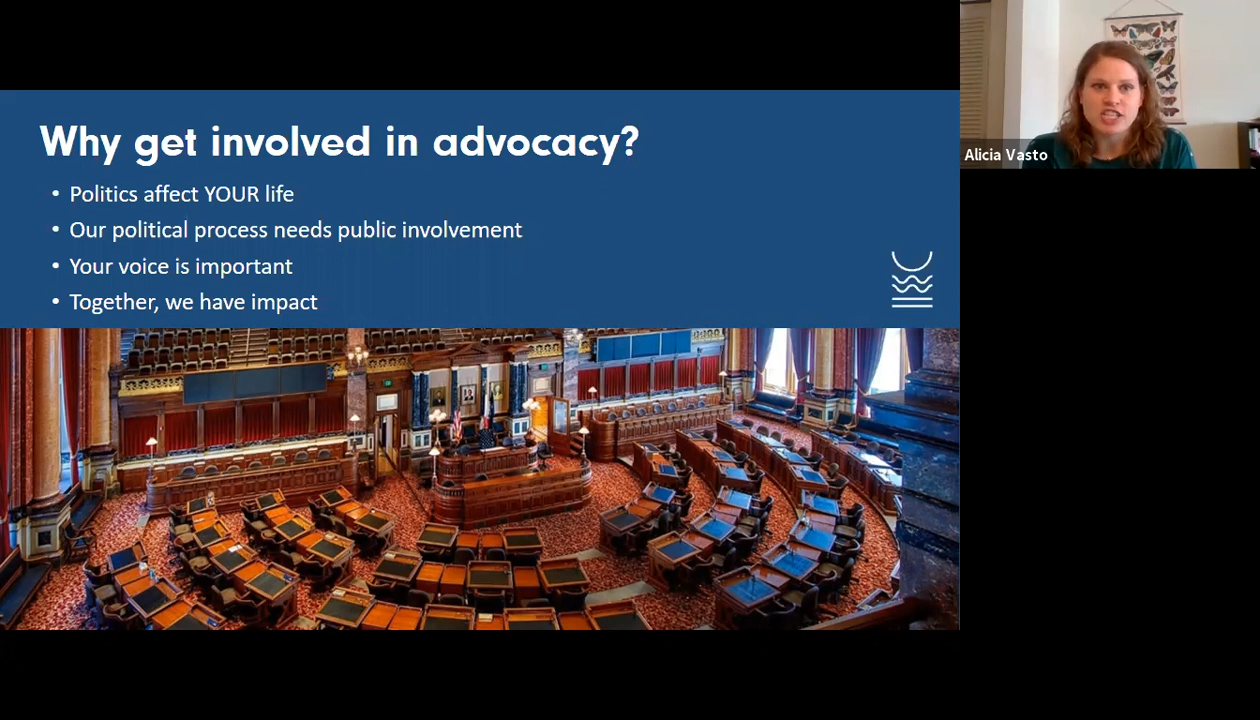 Why get involved in advocacy?
• Politics affect YOUR life
• Our political process needs public involvement
• Your voice is important
• Together, we have impact
Alicia Vasto